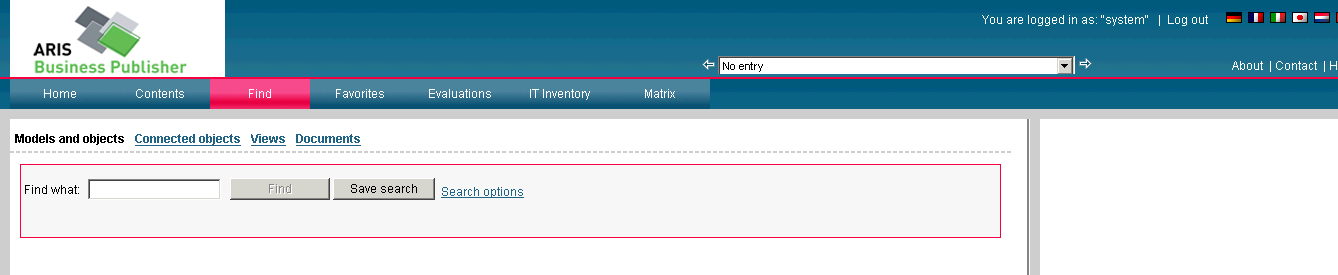 You are logged in as: "system" | Log out
ARIS
Business Publisher
No entry
About | Contact | H
Home Contents Find Favorites Evaluations IT Inventory Matrix
Models and objects Connected objects Views Documents
Find what: Find Save search Search options